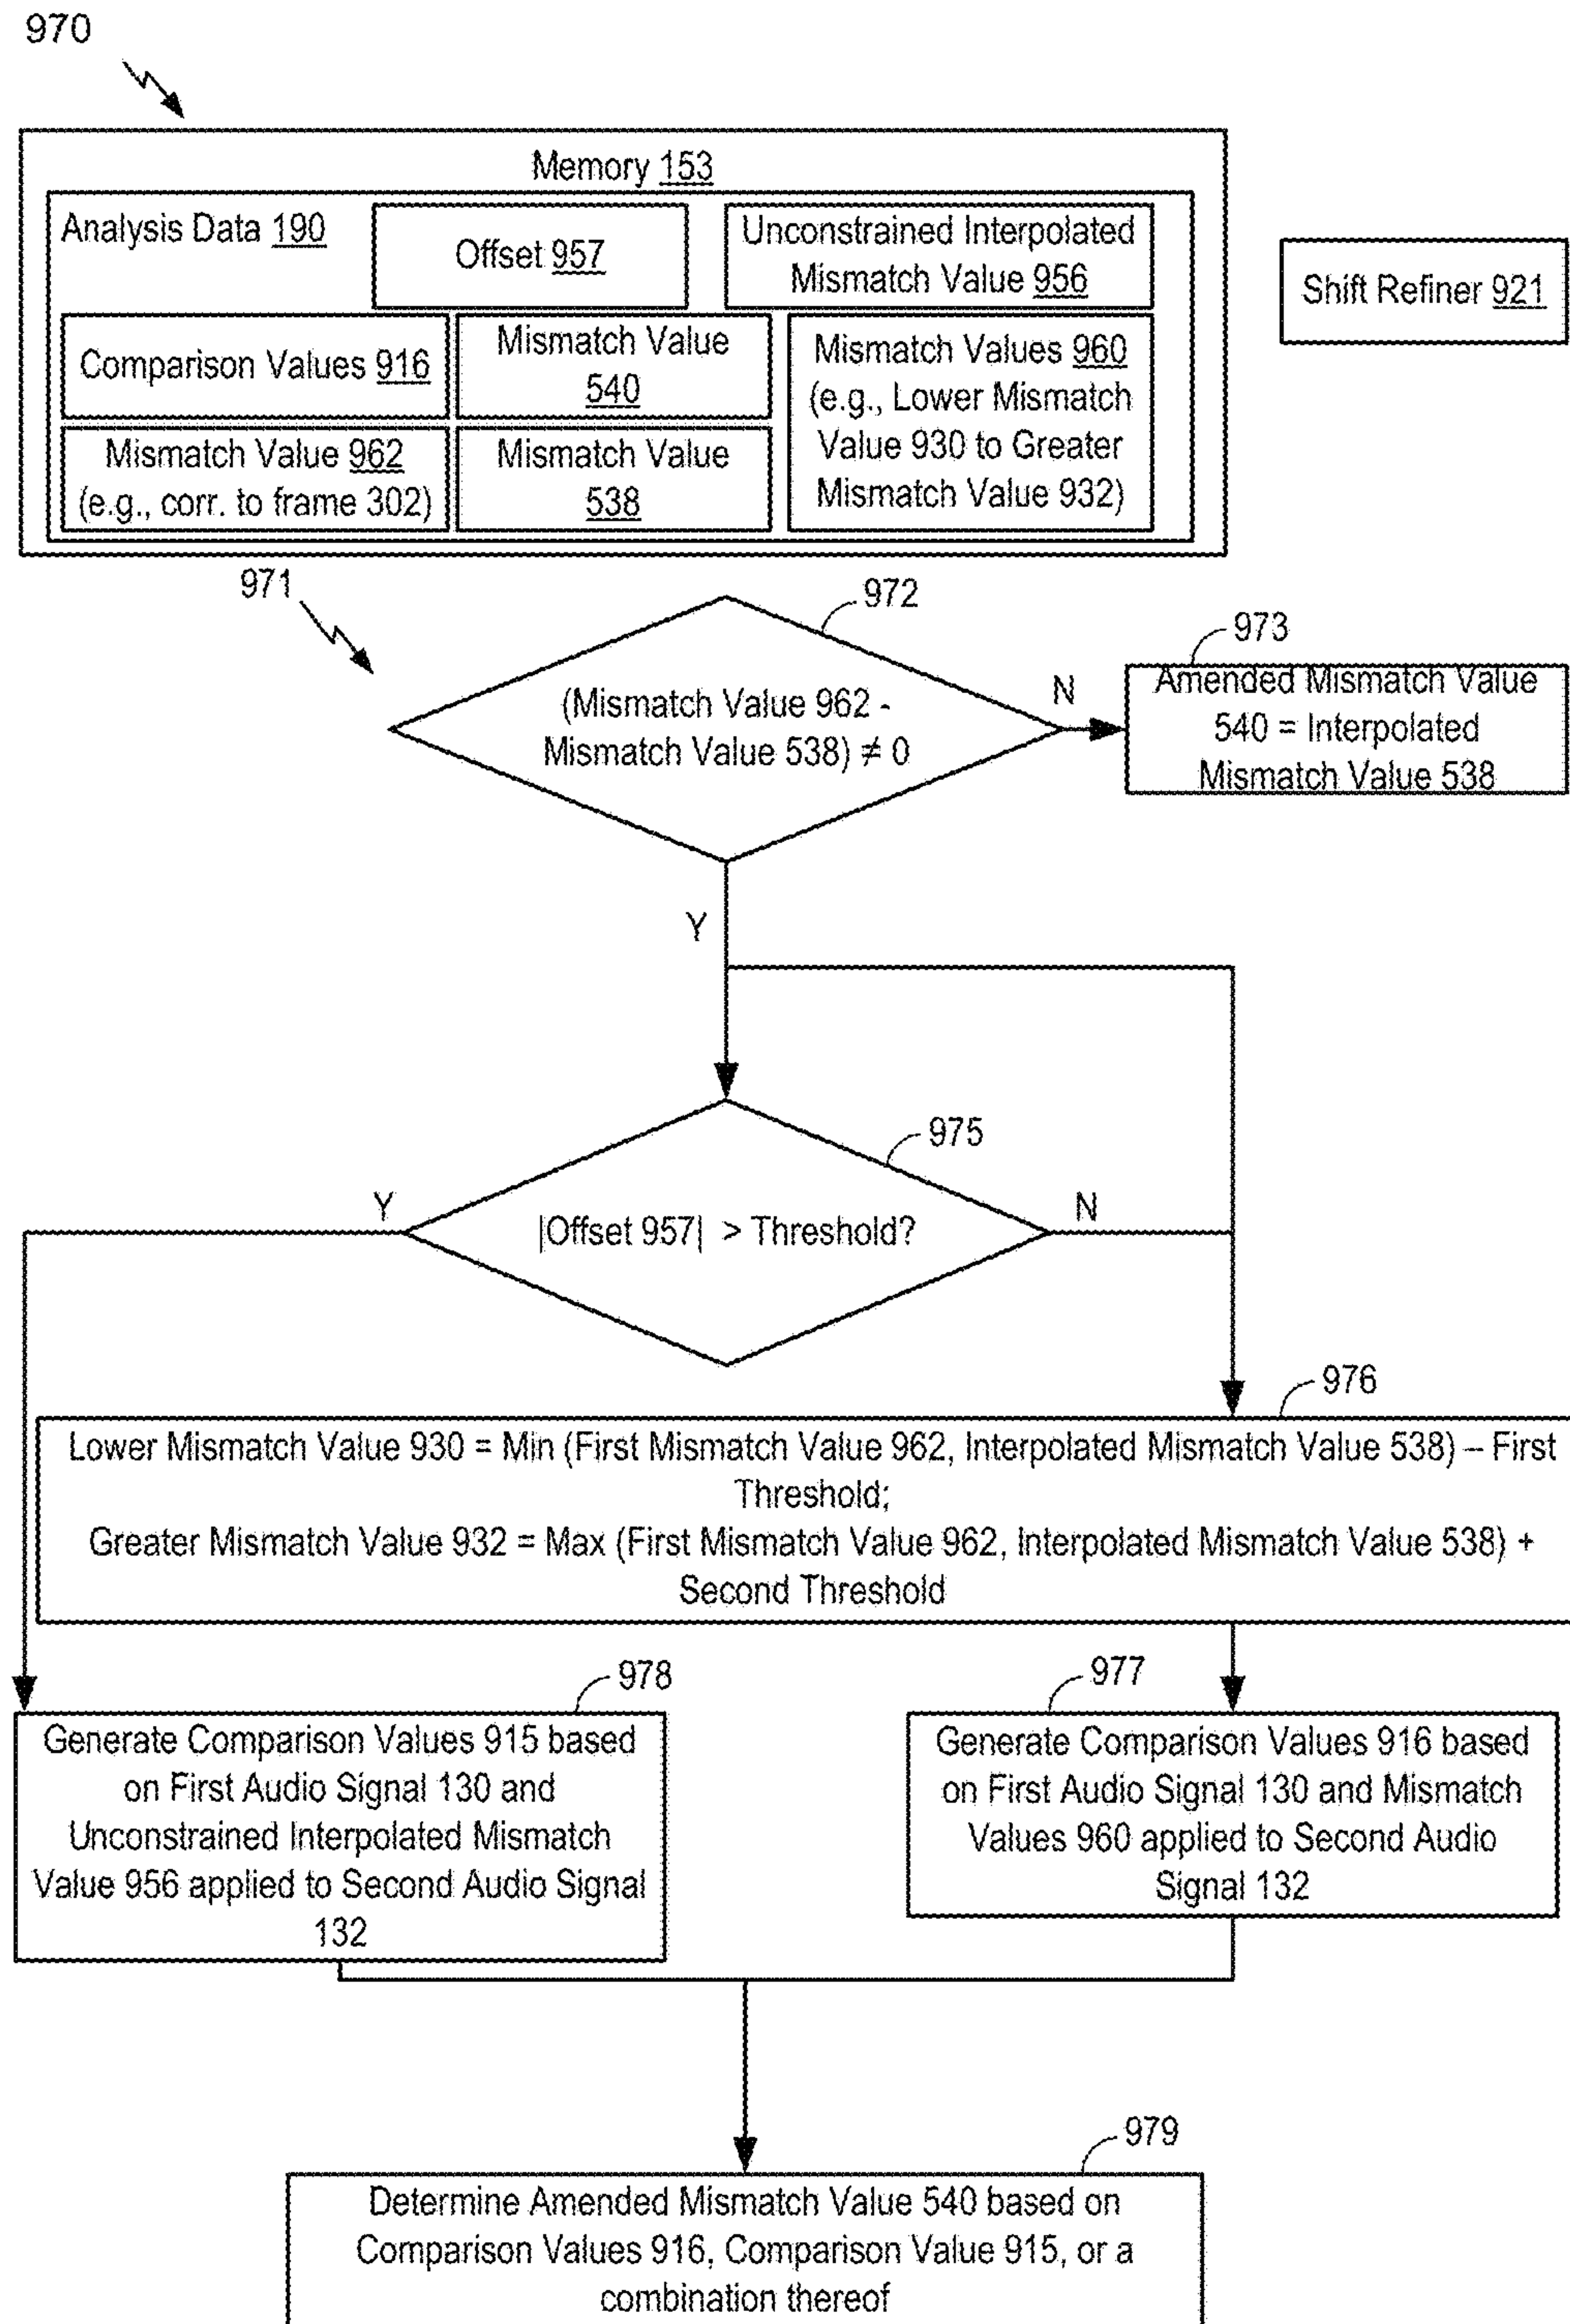 970
Memory 153
Analysis Data 190
Offset 957
Unconstrained Interpolated
Mismatch Value 956
Shift Refiner 921
Comparison Values 916
Mismatch Value
540
Mismatch Values 960
(e.g., Lower Mismatch
Value 930 to Greater
Mismatch Value 932)
Mismatch Value 962
(e.g., corr. to frame 302)
Mismatch Value
538
971
972
(Mismatch Value 962 -
Mismatch Value 538) ≠ 0
N
973
Amended Mismatch Value
540 = Interpolated
Mismatch Value 538
Y
975
|Offset 957| > Threshold?
Y
N
976
Lower Mismatch Value 930 = Min (First Mismatch Value 962, Interpolated Mismatch Value 538) – First
Threshold;
Greater Mismatch Value 932 = Max (First Mismatch Value 962, Interpolated Mismatch Value 538) +
Second Threshold
978
Generate Comparison Values 915 based
on First Audio Signal 130 and
Unconstrained Interpolated Mismatch
Value 956 applied to Second Audio Signal
132
977
Generate Comparison Values 916 based
on First Audio Signal 130 and Mismatch
Values 960 applied to Second Audio
Signal 132
979
Determine Amended Mismatch Value 540 based on
Comparison Values 916, Comparison Value 915, or a
combination thereof